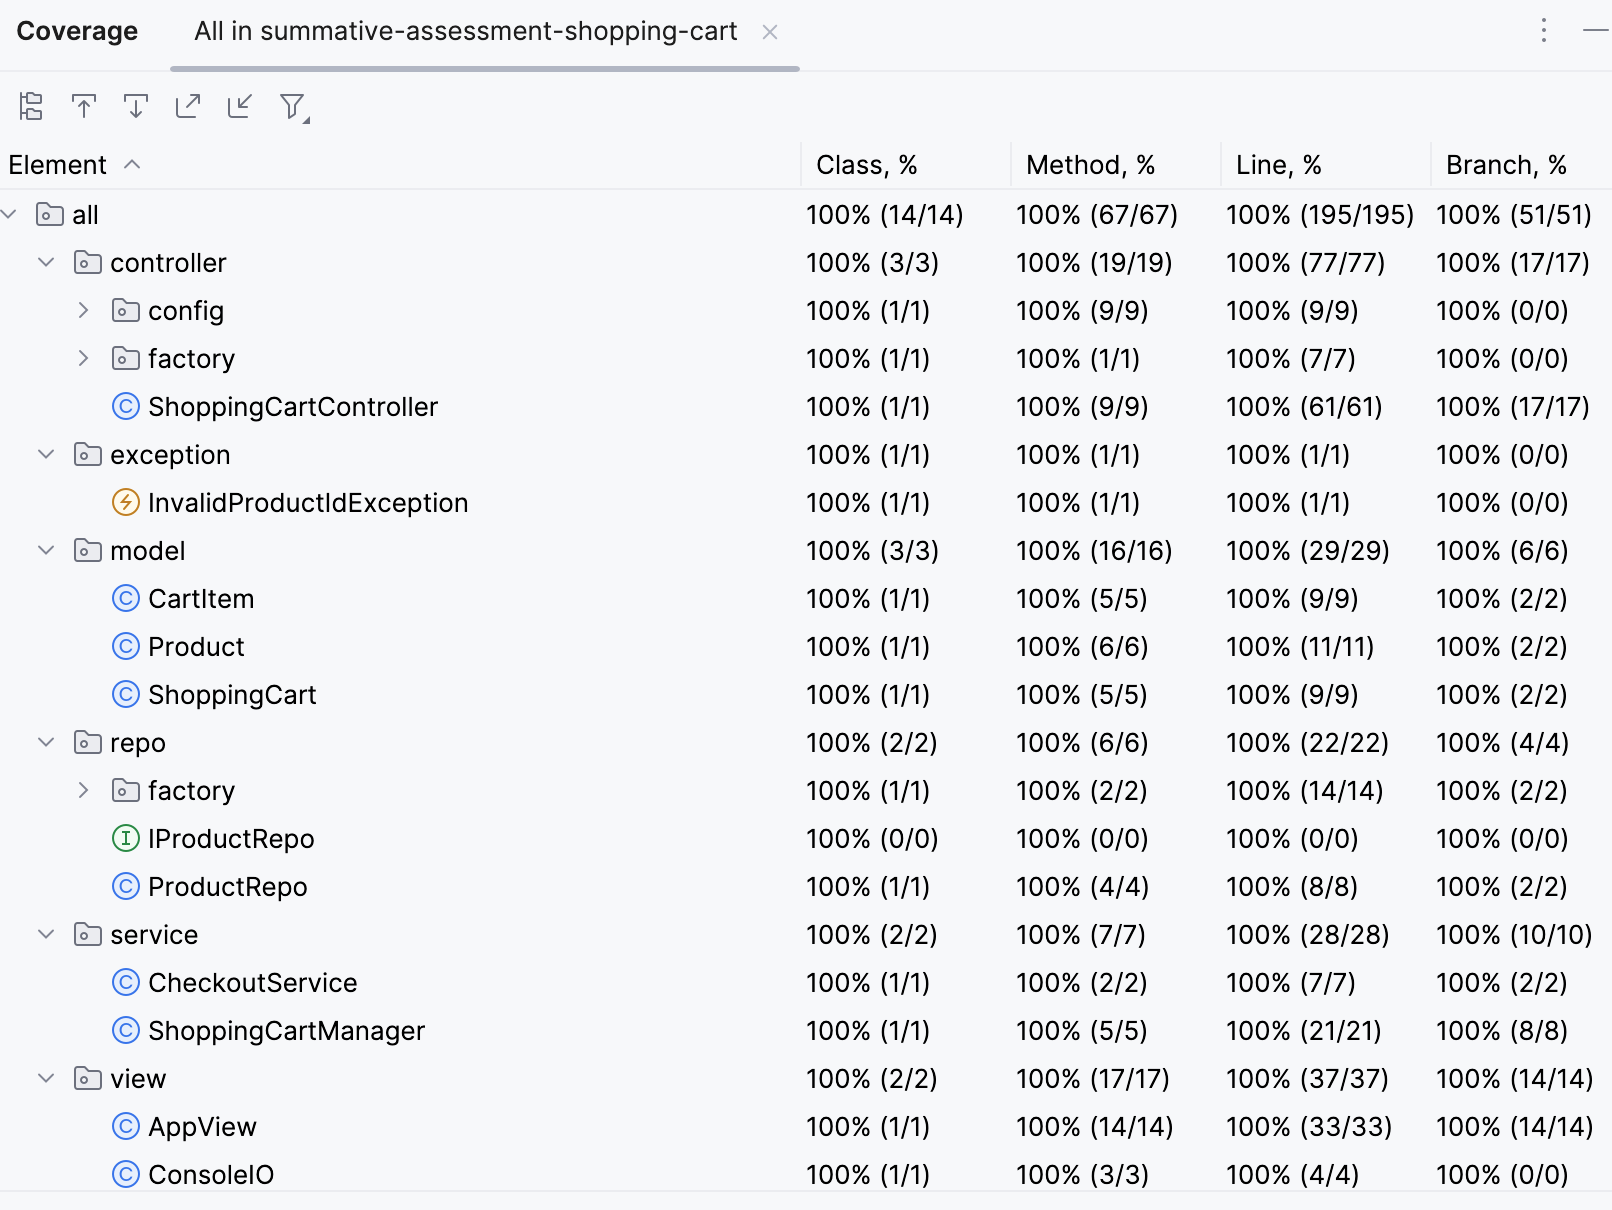 Coverage All in summative-assessment-shopping-cart
Element Class, % Method, % Line, % Branch, %
all 100% (14/14) 100% (67/67) 100% (195/195) 100% (51/51)
controller 100% (3/3) 100% (19/19) 100% (77/77) 100% (17/17)
config 100% (1/1) 100% (9/9) 100% (9/9) 100% (0/0)
factory 100% (1/1) 100% (1/1) 100% (7/7) 100% (0/0)
C ShoppingCartController 100% (1/1) 100% (9/9) 100% (61/61) 100% (17/17)
exception 100% (1/1) 100% (1/1) 100% (1/1) 100% (0/0)
InvalidProductIdException 100% (1/1) 100% (1/1) 100% (1/1) 100% (0/0)
model 100% (3/3) 100% (16/16) 100% (29/29) 100% (6/6)
C CartItem 100% (1/1) 100% (5/5) 100% (9/9) 100% (2/2)
C Product 100% (1/1) 100% (6/6) 100% (11/11) 100% (2/2)
C ShoppingCart 100% (1/1) 100% (5/5) 100% (9/9) 100% (2/2)
repo 100% (2/2) 100% (6/6) 100% (22/22) 100% (4/4)
factory 100% (1/1) 100% (2/2) 100% (14/14) 100% (2/2)
I IProductRepo 100% (0/0) 100% (0/0) 100% (0/0) 100% (0/0)
C ProductRepo 100% (1/1) 100% (4/4) 100% (8/8) 100% (2/2)
service 100% (2/2) 100% (7/7) 100% (28/28) 100% (10/10)
C CheckoutService 100% (1/1) 100% (2/2) 100% (7/7) 100% (2/2)
C ShoppingCartManager 100% (1/1) 100% (5/5) 100% (21/21) 100% (8/8)
view 100% (2/2) 100% (17/17) 100% (37/37) 100% (14/14)
C AppView 100% (1/1) 100% (14/14) 100% (33/33) 100% (14/14)
C ConsoleIO 100% (1/1) 100% (3/3) 100% (4/4) 100% (0/0)